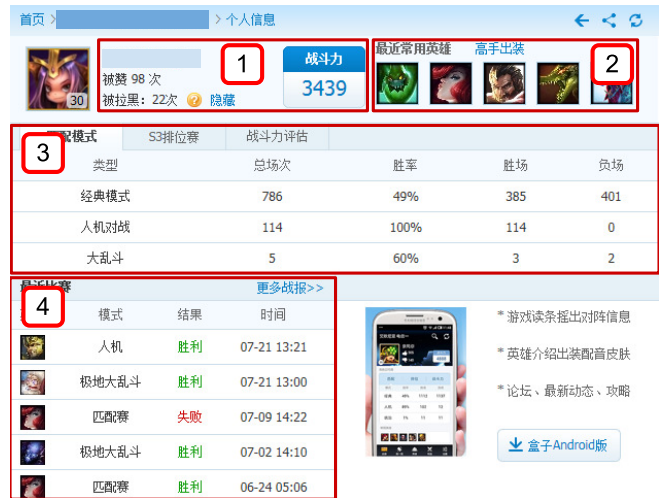 首页 > > 个人信息
30
被赞 98 次
被拉黑：22次 ? 隐藏
1
战斗力
3439
最近常用英雄 高手出装
2
3
匹配模式 S3排位赛 战斗力评估
类型 总场次 胜率 胜场 负场
经典模式 786 49% 385 401
人机对战 114 100% 114 0
大乱斗 5 60% 3 2
最近比赛 更多战报>>
4
模式 结果 时间
人机 胜利 07-21 13:21
极地大乱斗 胜利 07-21 13:00
匹配赛 失败 07-09 14:22
极地大乱斗 胜利 07-02 14:10
匹配赛 胜利 06-24 05:06
* 游戏读条摇出对阵信息
* 英雄介绍出装配音皮肤
* 论坛、最新动态、攻略
盒子Android版